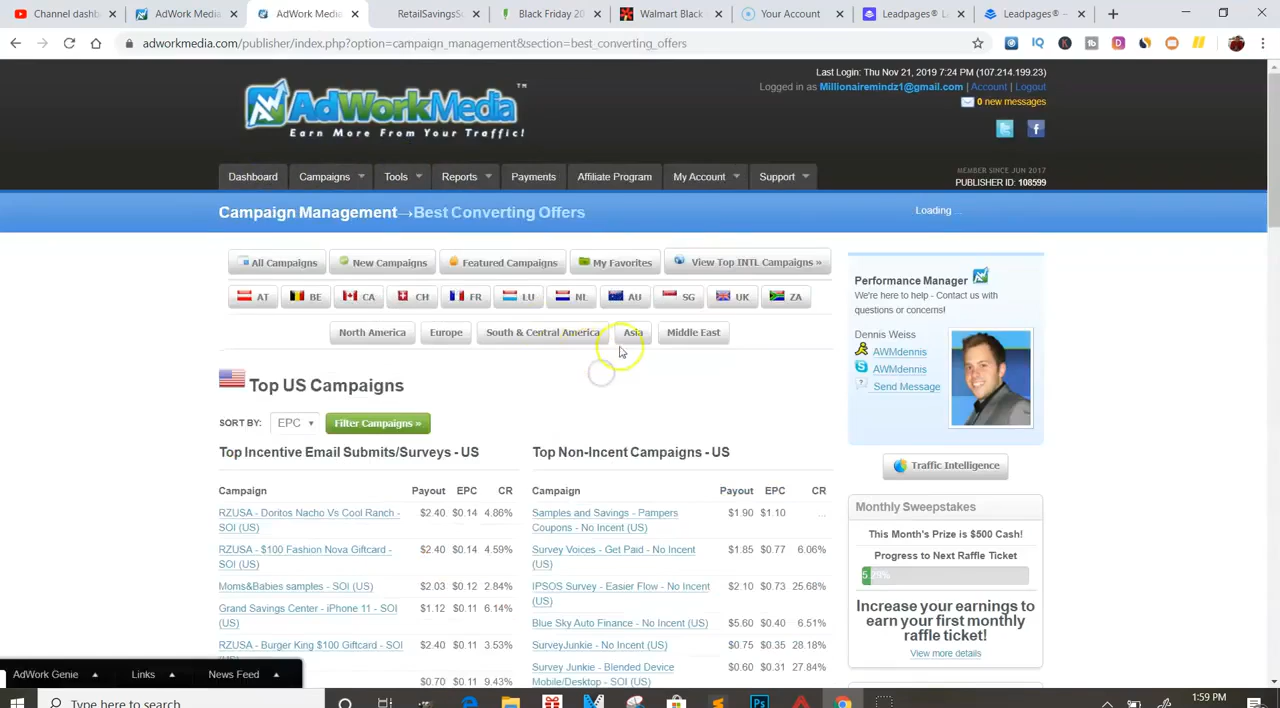 Channel dashboard
AdWork Media
AdWork Media
RetailSavingsSc
Black Friday 20
Walmart Black
Your Account
Leadpages® L
Leadpages® –
adworkmedia.com/publisher/index.php?option=campaign_management&section=best_converting_offers
Last Login: Thu Nov 21, 2019 7:24 PM (107.214.199.23)
Logged in as Millionairemindz1@gmail.com | Account | Logout
0 new messages
AdWorkMedia™
Earn More From Your Traffic!
Dashboard Campaigns Tools Reports Payments Affiliate Program My Account Support
MEMBER SINCE JUN 2017
PUBLISHER ID: 108599
Campaign Management→Best Converting Offers
Loading ...
All Campaigns New Campaigns Featured Campaigns My Favorites View Top INTL Campaigns »
AT BE CA CH FR LU NL AU SG UK ZA
North America Europe South & Central America Asia Middle East
Top US Campaigns
SORT BY: EPC Filter Campaigns »
Top Incentive Email Submits/Surveys - US
Campaign Payout EPC CR
RZUSA - Doritos Nacho Vs Cool Ranch - $2.40 $0.14 4.86%
SOI (US)
RZUSA - $100 Fashion Nova Giftcard - $2.40 $0.14 4.59%
SOI (US)
Moms&Babies samples - SOI (US) $2.03 $0.12 2.84%
Grand Savings Center - iPhone 11 - SOI $1.12 $0.11 6.14%
(US)
RZUSA - Burger King $100 Giftcard - SOI $2.40 $0.11 3.53%
$0.70 $0.10 9.43%
Top Non-Incent Campaigns - US
Campaign Payout EPC CR
Samples and Savings - Pampers $1.90 $1.10 ...
Coupons - No Incent (US)
Survey Voices - Get Paid - No Incent $1.85 $0.77 6.06%
(US)
IPSOS Survey - Easier Flow - No Incent $2.10 $0.73 25.68%
(US)
Blue Sky Auto Finance - No Incent (US) $5.60 $0.40 6.51%
SurveyJunkie - No Incent (US) $0.75 $0.35 28.18%
Survey Junkie - Blended Device $0.60 $0.31 27.84%
Mobile/Desktop - SOI (US)
Performance Manager
We're here to help - Contact us with
questions or concerns!
Dennis Weiss
AWMdennis
AWMdennis
Send Message
Traffic Intelligence
Monthly Sweepstakes
This Month's Prize is $500 Cash!
Progress to Next Raffle Ticket
5.29%
Increase your earnings to
earn your first monthly
raffle ticket!
View more details
AdWork Genie Links News Feed
Type here to search
1:59 PM